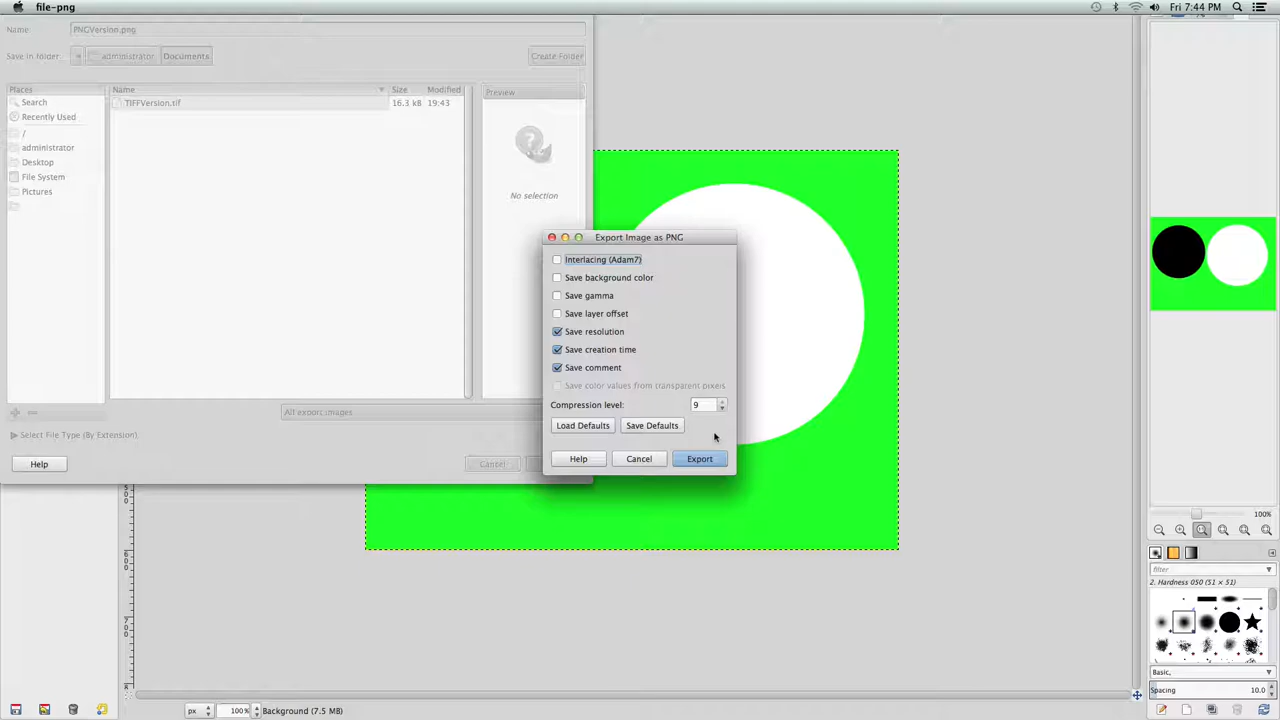 file-png
Fri 7:44 PM
Name:
PNGVersion.png
Save in folder:
administrator
Documents
Create Folder
Places
Name
Size
Modified
Preview
Search
TIFFVersion.tif
16.3 kB
19:43
Recently Used
/
administrator
Desktop
File System
Pictures
No selection
Export Image as PNG
Interlacing (Adam7)
Save background color
Save gamma
Save layer offset
Save resolution
Save creation time
Save comment
Save color values from transparent pixels
Compression level:
9
Load Defaults
Save Defaults
Help
Cancel
Export
All export images
Select File Type (By Extension)
Help
Cancel
500
600
700
px
100%
Background (7.5 MB)
100%
filter
2. Hardness 050 (51 × 51)
Basic,
Spacing
10.0